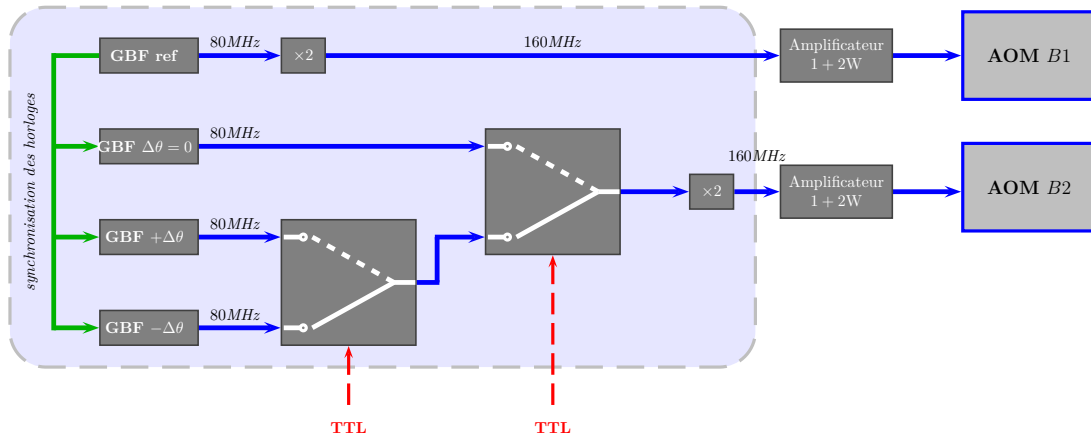 80MHz
160MHz
GBF ref
×2
Amplificateur
1 + 2W
AOM B1
synchronisation des horloges
80MHz
GBF Δθ = 0
160MHz
×2
Amplificateur
1 + 2W
AOM B2
80MHz
GBF +Δθ
80MHz
GBF −Δθ
TTL
TTL